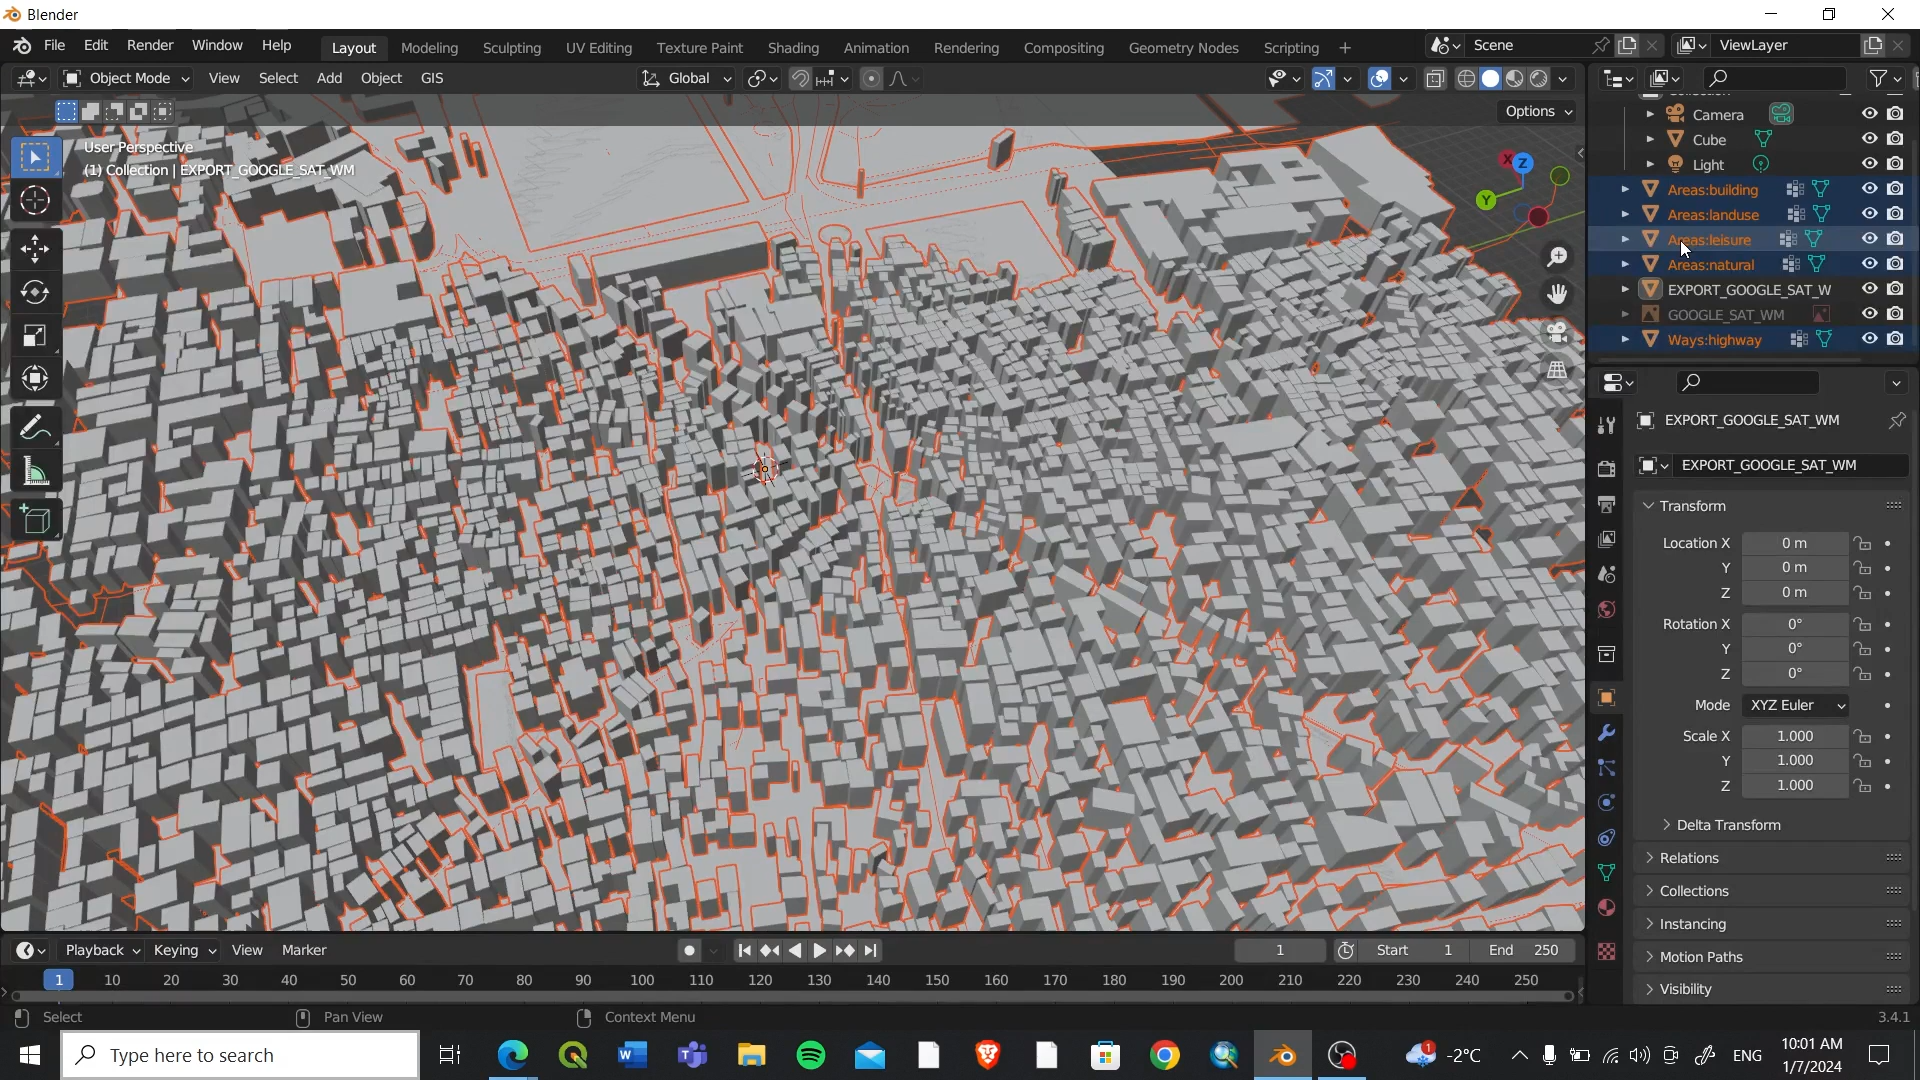 Blender
File Edit Render Window Help Layout Modeling Sculpting UV Editing Texture Paint Shading Animation Rendering Compositing Geometry Nodes Scripting + Scene ViewLayer
Object Mode View Select Add Object GIS Global
Options
User Perspective
(1) Collection | EXPORT_GOOGLE_SAT_WM
X Z
Y
Camera
Cube
Light
Areas:building
Areas:landuse
Areas:leisure
Areas:natural
EXPORT_GOOGLE_SAT_W
GOOGLE_SAT_WM
Ways:highway
EXPORT_GOOGLE_SAT_WM
EXPORT_GOOGLE_SAT_WM
Transform
Location X 0 m
Y 0 m
Z 0 m
Rotation X 0°
Y 0°
Z 0°
Mode XYZ Euler
Scale X 1.000
Y 1.000
Z 1.000
Delta Transform
Relations
Collections
Instancing
Motion Paths
Visibility
Playback Keying View Marker 1 Start 1 End 250
1 10 20 30 40 50 60 70 80 90 100 110 120 130 140 150 160 170 180 190 200 210 220 230 240 250
Select Pan View Context Menu 3.4.1
Type here to search 1 -2°C ENG 10:01 AM
1/7/2024